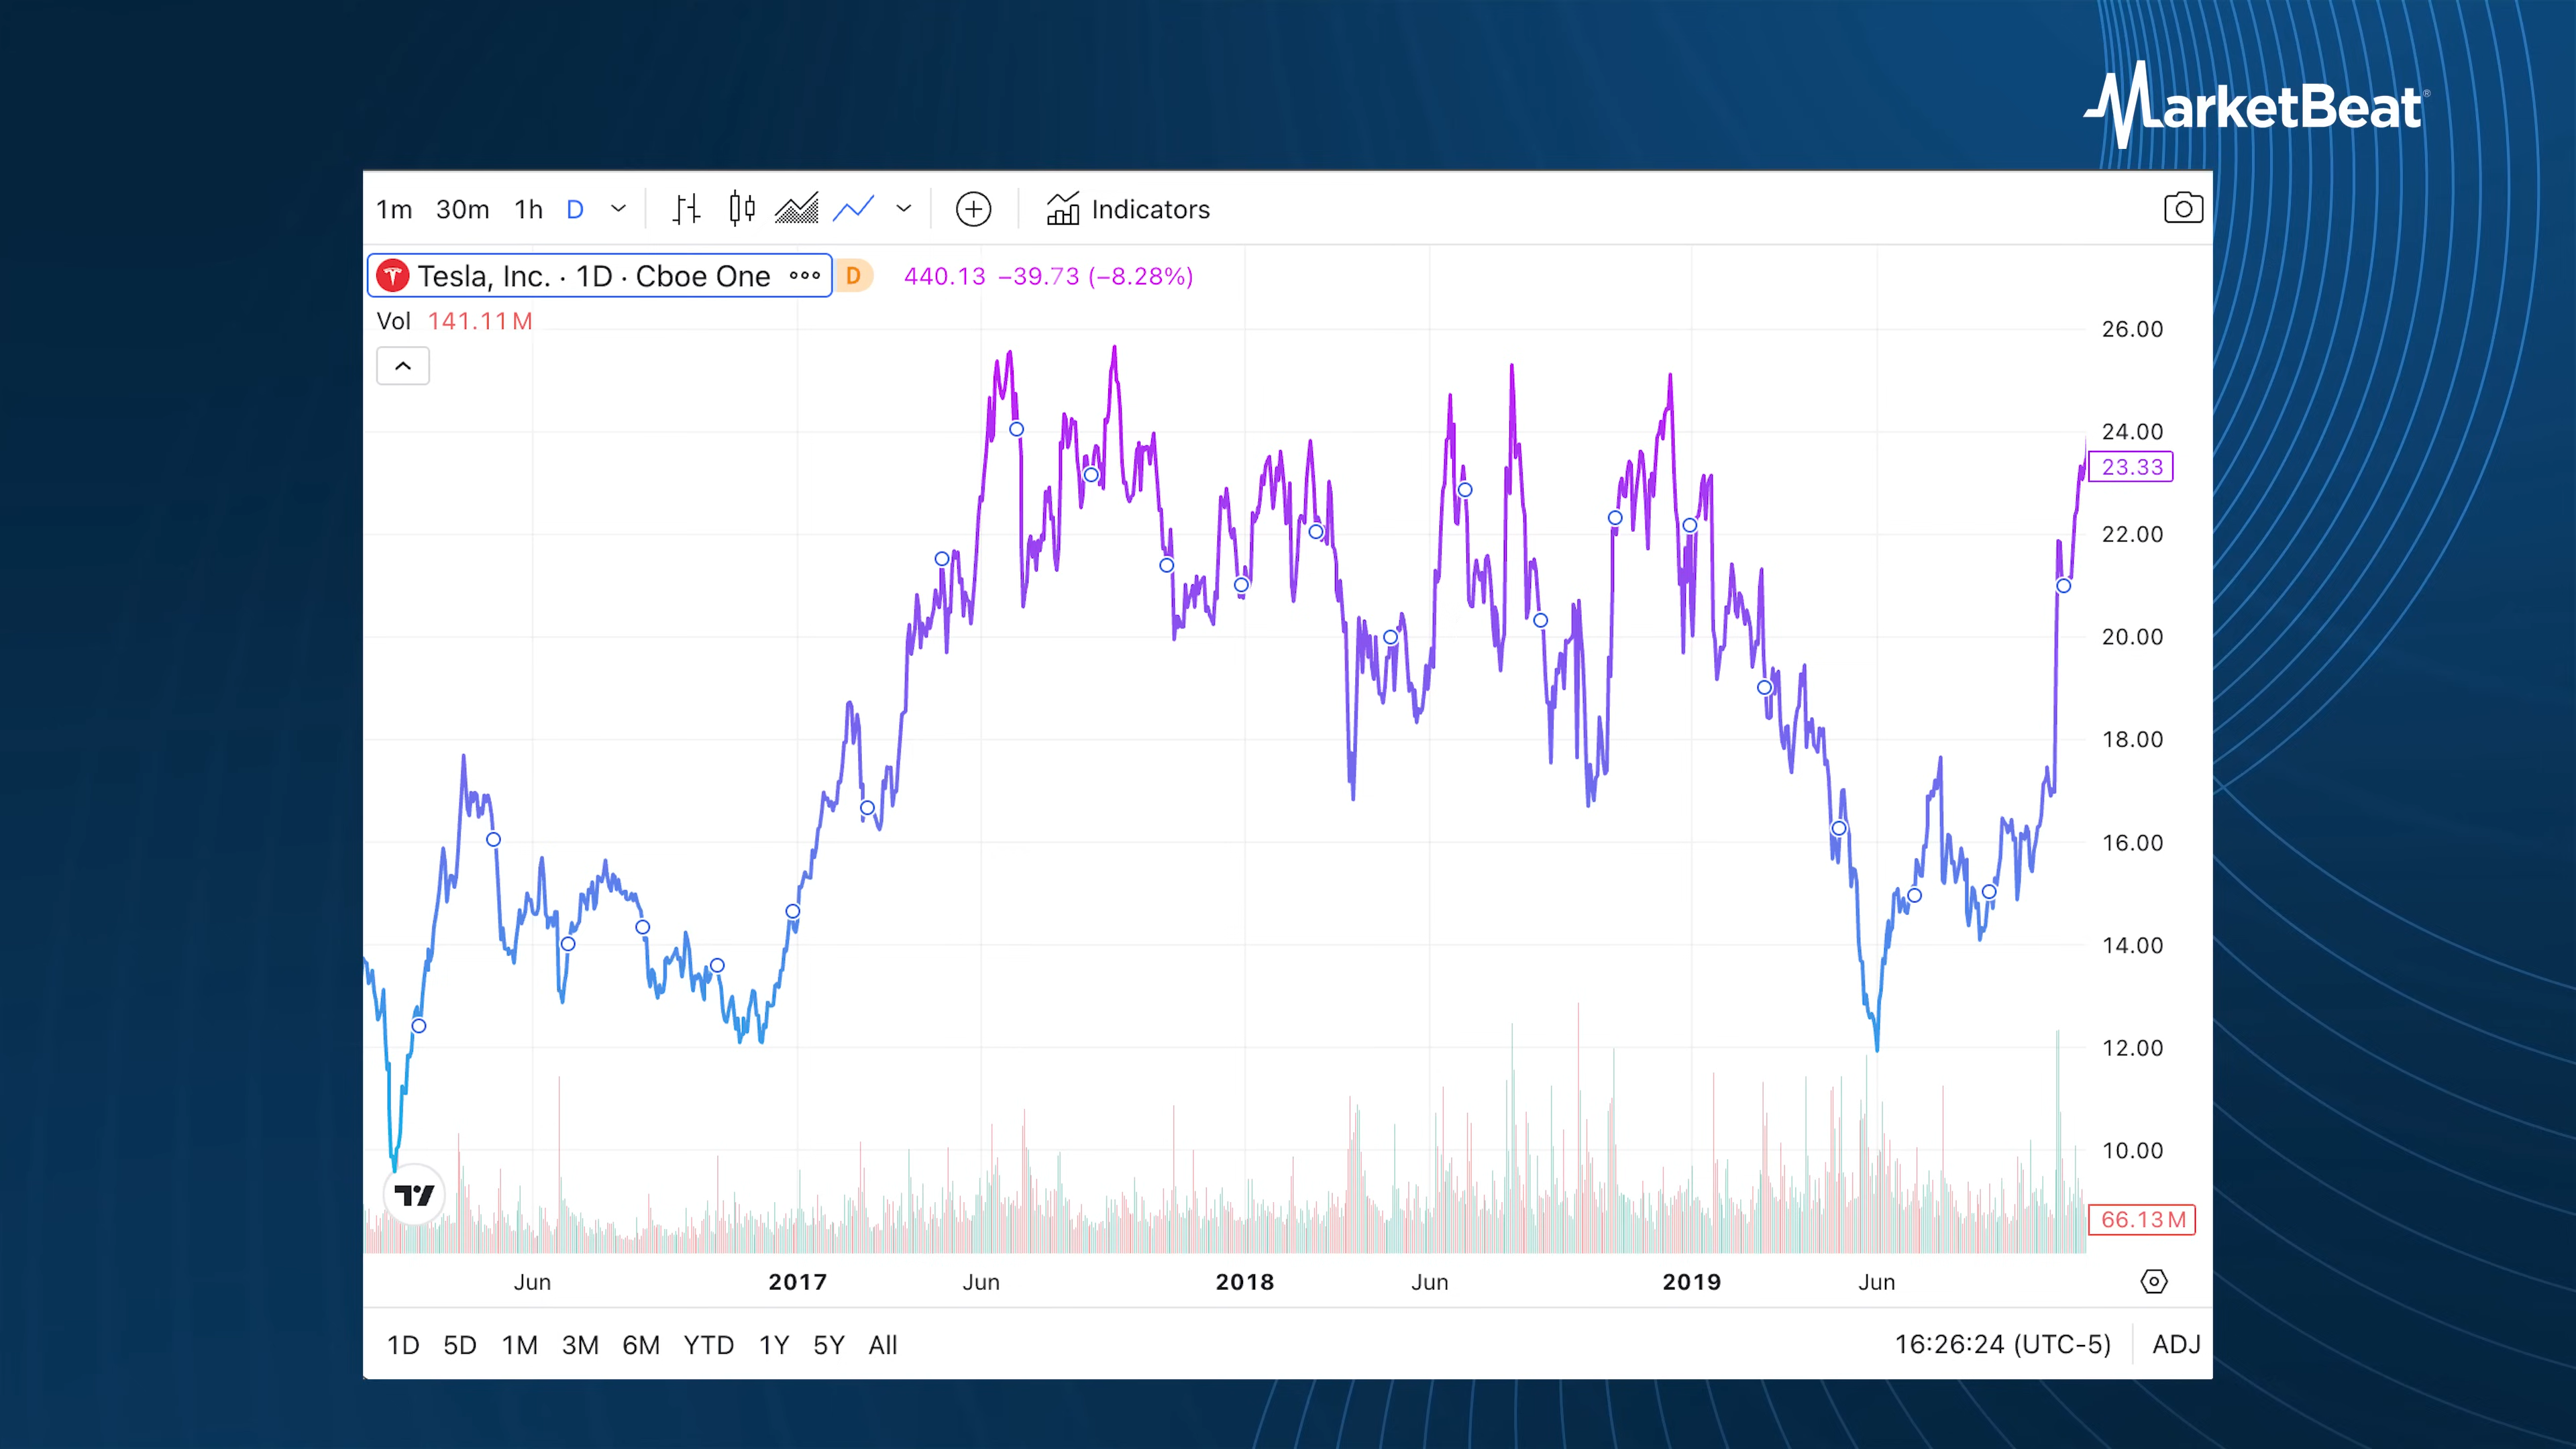 MarketBeat®
1m 30m 1h D Indicators
Tesla, Inc. · 1D · Cboe One D 440.13 −39.73 (−8.28%)
Vol 141.11 M
26.00
24.00
23.33
22.00
20.00
18.00
16.00
14.00
12.00
10.00
66.13 M
Jun 2017 Jun 2018 Jun 2019 Jun
1D 5D 1M 3M 6M YTD 1Y 5Y All 16:26:24 (UTC-5) ADJ